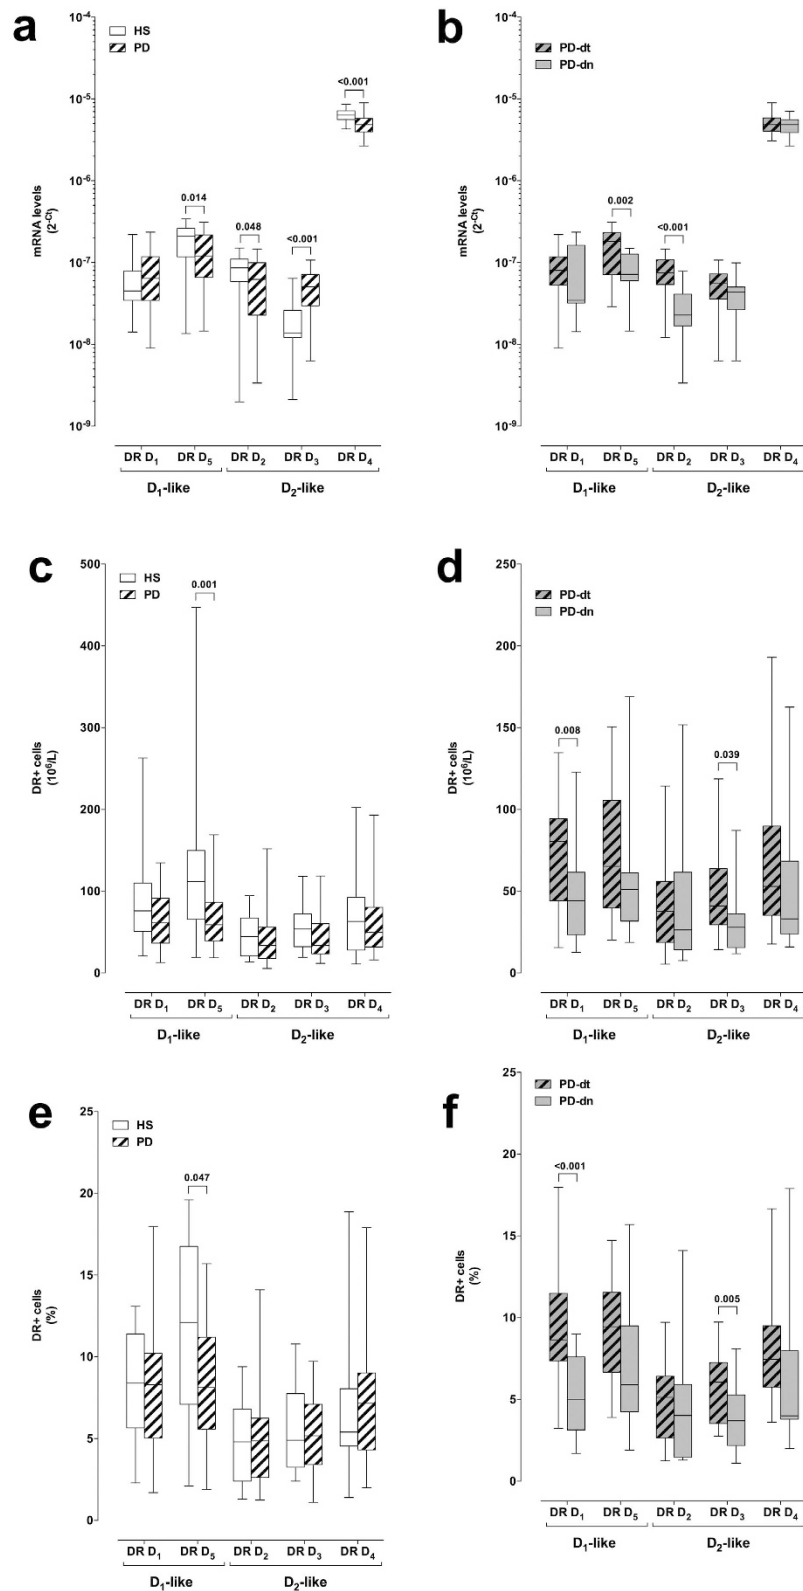 a
HS
PD
10⁻⁴
10⁻⁵
10⁻⁶
10⁻⁷
10⁻⁸
10⁻⁹
mRNA levels
(2⁻ᶜᵗ)
0.014
0.048
<0.001
<0.001
DR D₁ DR D₅ DR D₂ DR D₃ DR D₄
D₁-like D₂-like
b
PD-dt
PD-dn
10⁻⁴
10⁻⁵
10⁻⁶
10⁻⁷
10⁻⁸
10⁻⁹
mRNA levels
(2⁻ᶜᵗ)
0.002
<0.001
DR D₁ DR D₅ DR D₂ DR D₃ DR D₄
D₁-like D₂-like
c
HS
PD
500
400
300
200
100
0
DR+ cells
(10⁶/L)
0.001
DR D₁ DR D₅ DR D₂ DR D₃ DR D₄
D₁-like D₂-like
d
PD-dt
PD-dn
250
200
150
100
50
0
DR+ cells
(10⁶/L)
0.008
0.039
DR D₁ DR D₅ DR D₂ DR D₃ DR D₄
D₁-like D₂-like
e
HS
PD
25
20
15
10
5
0
DR+ cells
(%)
0.047
DR D₁ DR D₅ DR D₂ DR D₃ DR D₄
D₁-like D₂-like
f
PD-dt
PD-dn
25
20
15
10
5
0
DR+ cells
(%)
<0.001
0.005
DR D₁ DR D₅ DR D₂ DR D₃ DR D₄
D₁-like D₂-like